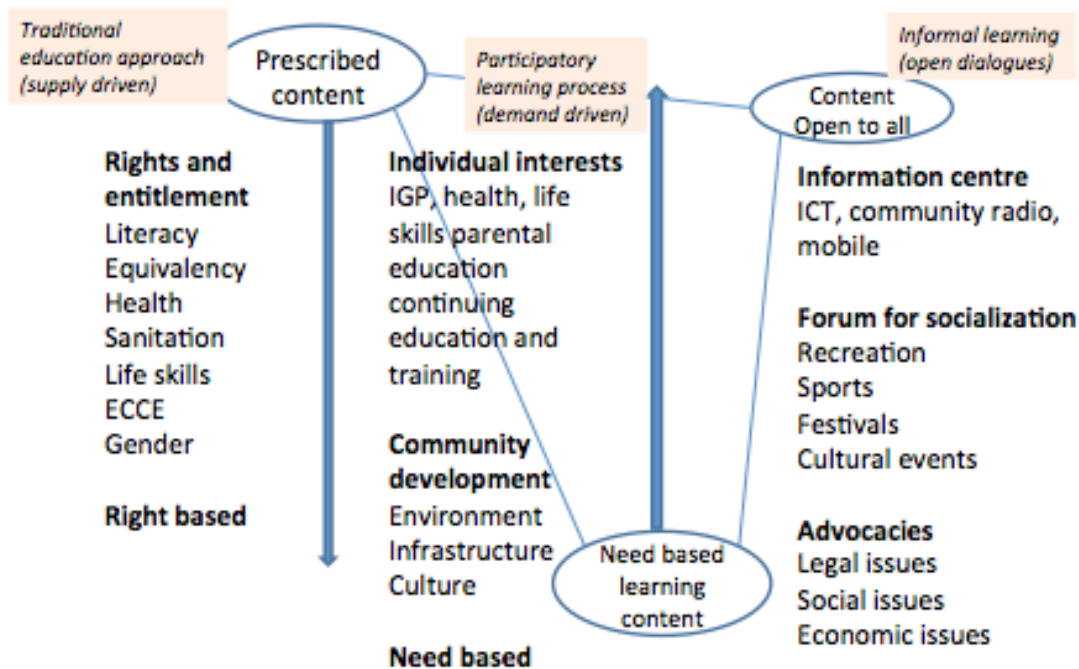 Traditional
education approach
(supply driven)
Prescribed
content
Rights and
entitlement
Literacy
Equivalency
Health
Sanitation
Life skills
ECCE
Gender
Right based
Participatory
learning process
(demand driven)
Individual interests
IGP, health, life
skills parental
education
continuing
education and
training
Community
development
Environment
Infrastructure
Culture
Need based
Need based
learning
content
Informal learning
(open dialogues)
Content
Open to all
Information centre
ICT, community radio,
mobile
Forum for socialization
Recreation
Sports
Festivals
Cultural events
Advocacies
Legal issues
Social issues
Economic issues